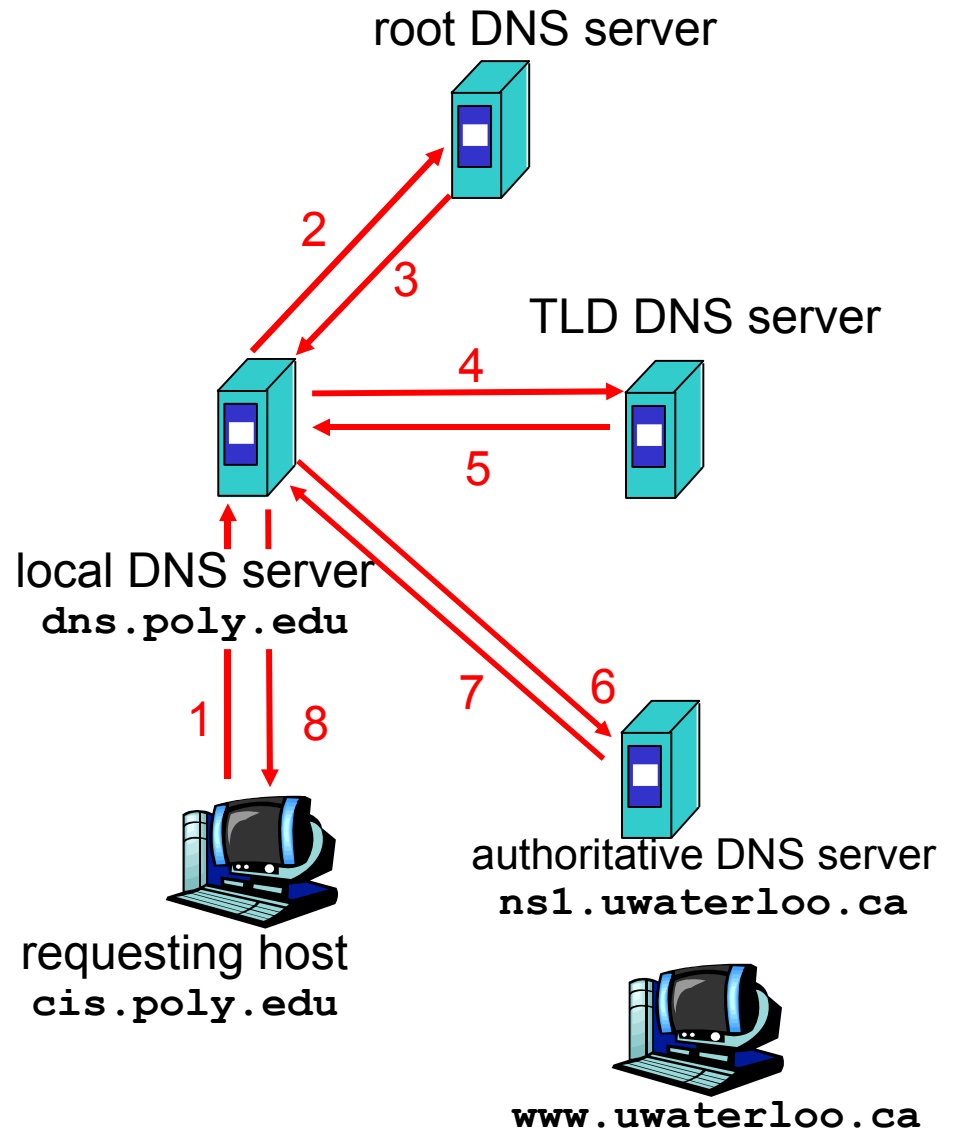 root DNS server
2
3
TLD DNS server
4
5
local DNS server
dns.poly.edu
1
8
7
6
authoritative DNS server
ns1.uwaterloo.ca
requesting host
cis.poly.edu
www.uwaterloo.ca